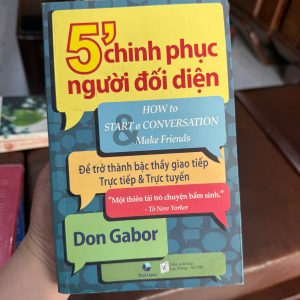 5' chinh phục
người đối diện
HOW to
START a CONVERSATION
& Make Friends
Để trở thành bậc thầy giao tiếp
Trực tiếp & Trực tuyến
"Một thiên tài trò chuyện bẩm sinh."
- Tờ New Yorker
Don Gabor